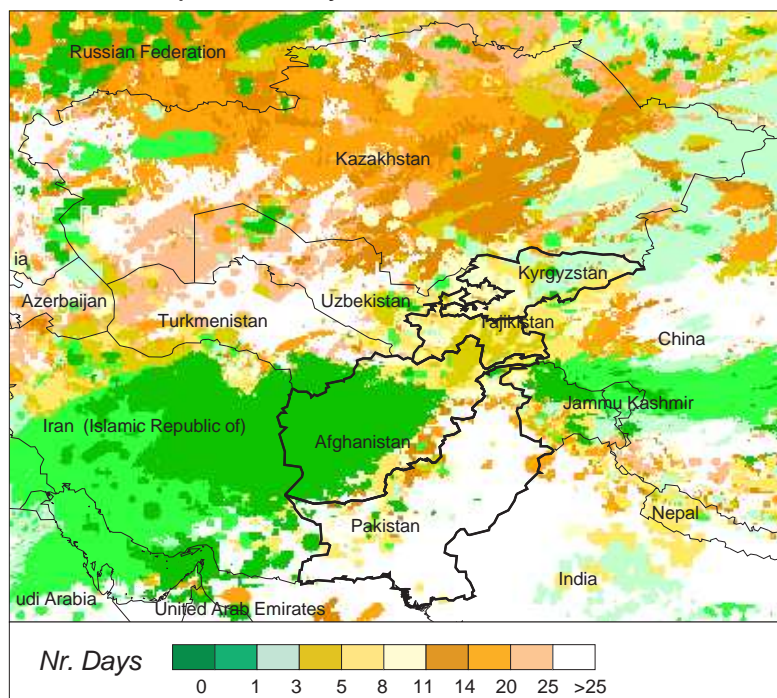 Russian Federation
Kazakhstan
ia
Kyrgyzstan
Azerbaijan
Uzbekistan
Turkmenistan
Tajikistan
China
Jammu Kashmir
Iran (Islamic Republic of)
Afghanistan
Pakistan
Nepal
India
udi Arabia
United Arab Emirates
Nr. Days
0 1 3 5 8 11 14 20 25 >25